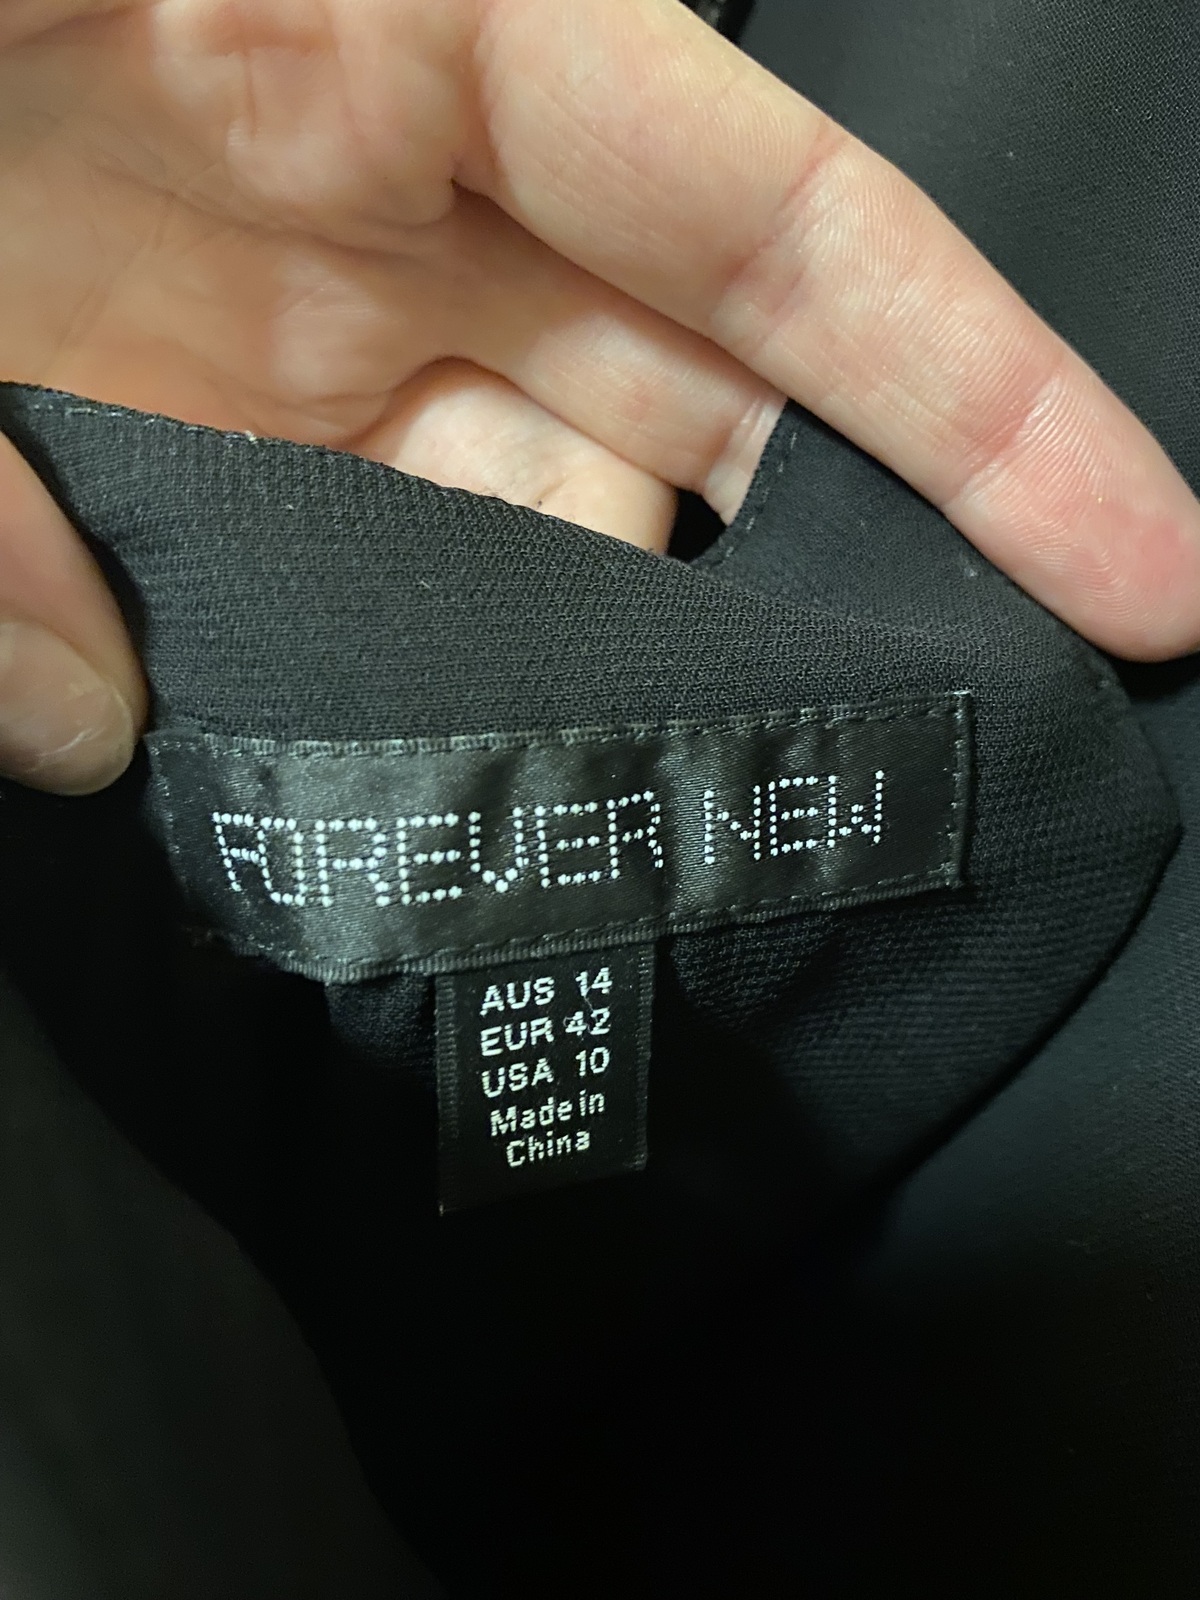 FOREVER NEW
AUS 14
EUR 42
USA 10
Made in
China